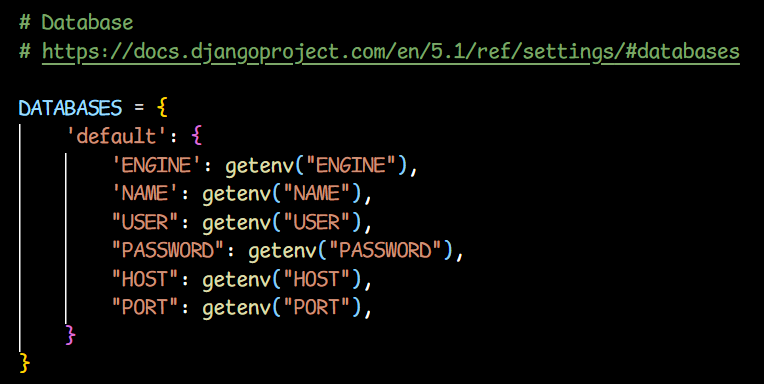 # Database
# https://docs.djangoproject.com/en/5.1/ref/settings/#databases
DATABASES = {
'default': {
'ENGINE': getenv("ENGINE"),
'NAME': getenv("NAME"),
"USER": getenv("USER"),
"PASSWORD": getenv("PASSWORD"),
"HOST": getenv("HOST"),
"PORT": getenv("PORT"),
}
}